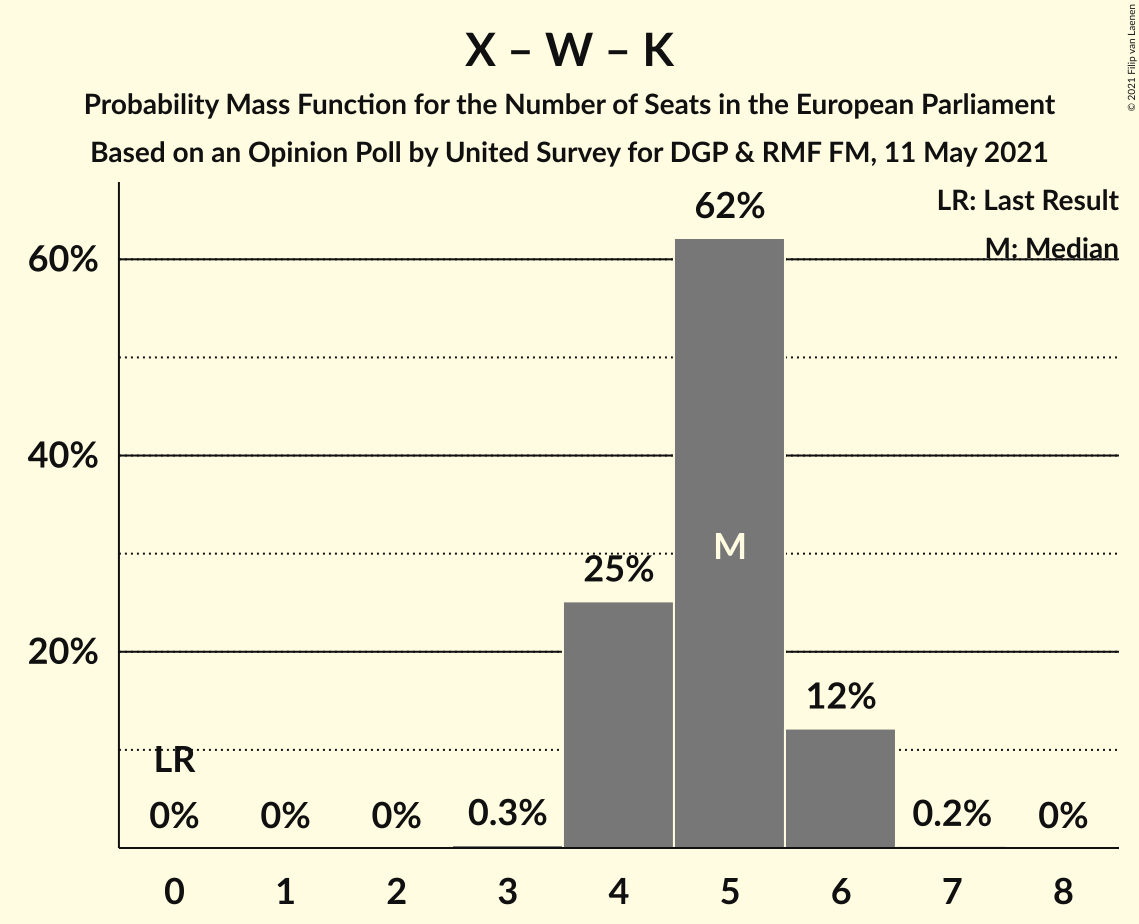 X – W – K
Probability Mass Function for the Number of Seats in the European Parliament
Based on an Opinion Poll by United Survey for DGP & RMF FM, 11 May 2021
© 2021 Filip van Laenen
LR: Last Result
M: Median
62%
60%
40%
M
25%
20%
12%
LR
0% 0% 0% 0.3% 0.2% 0%
0 1 2 3 4 5 6 7 8